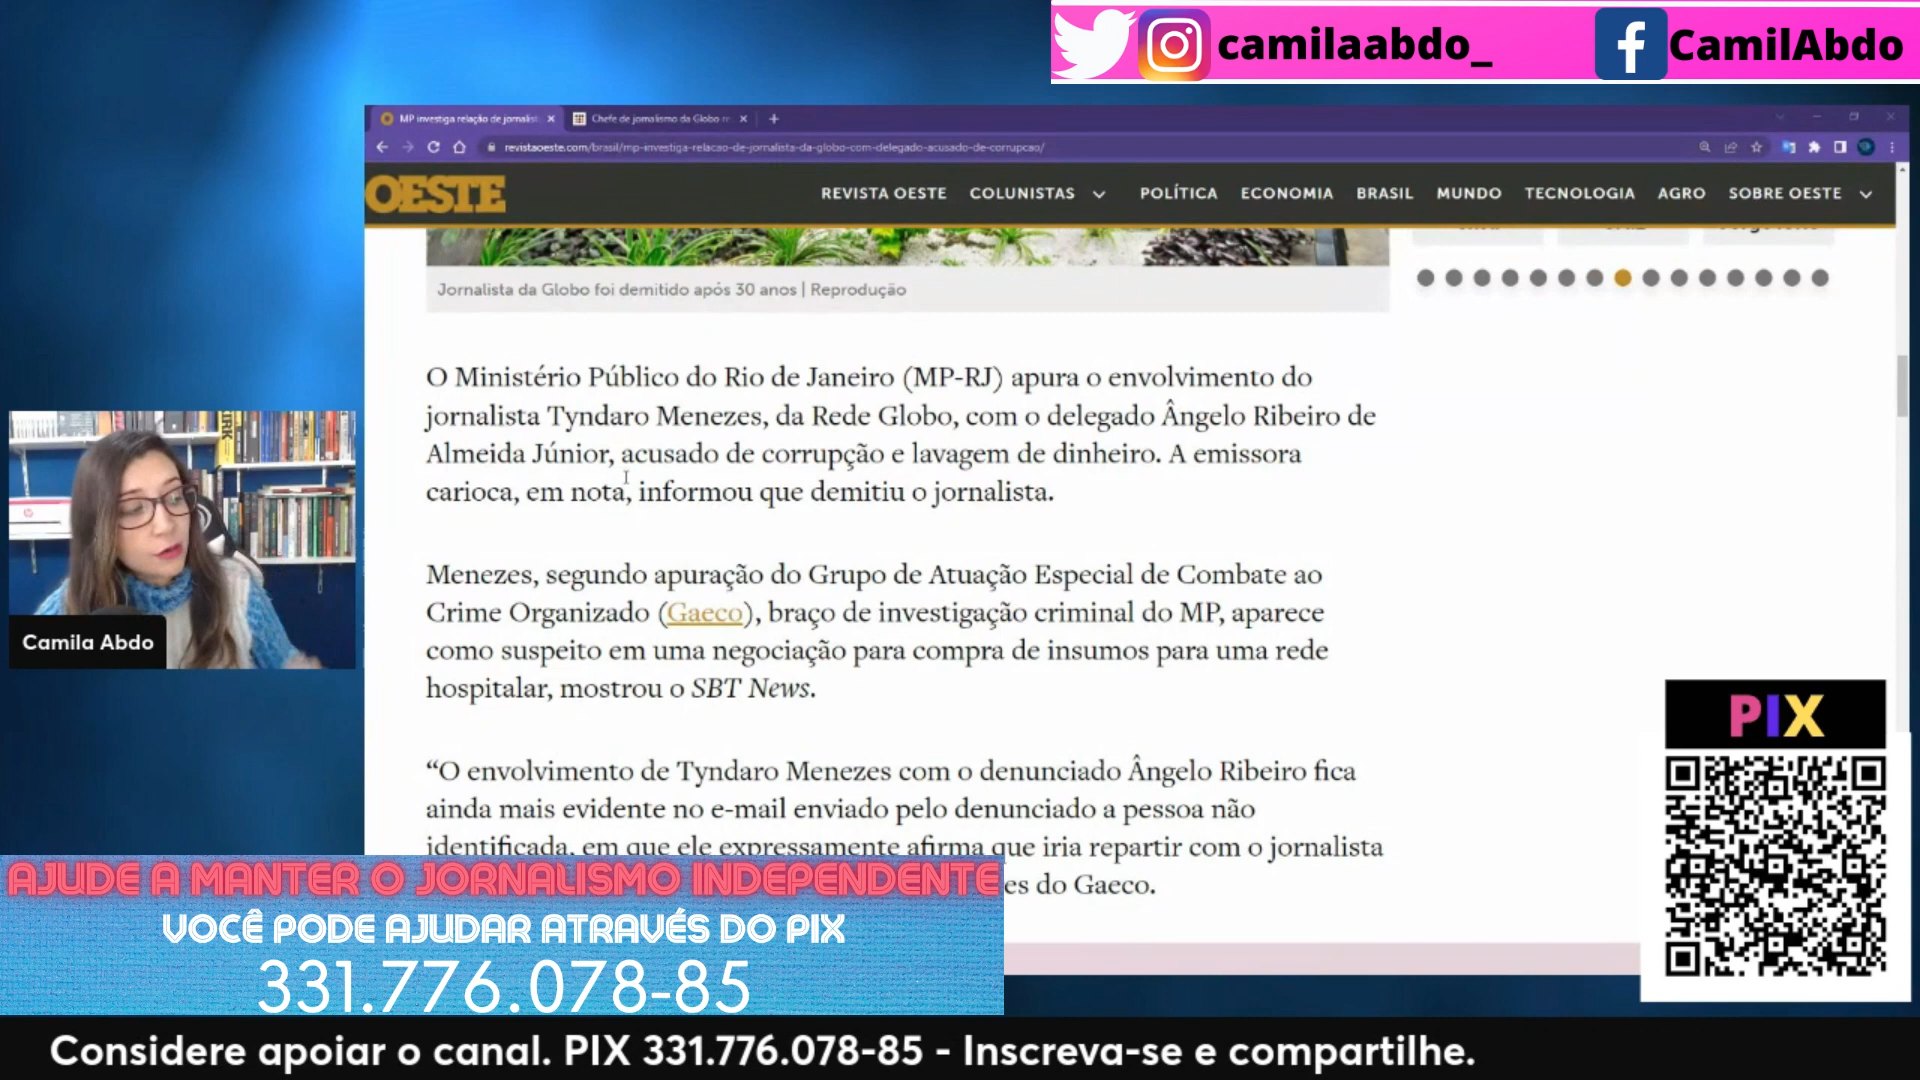 camilaabdo_
CamilAbdo
MP investiga relação de jornalist
Chefe de jornalismo da Globo re
revistaoeste.com/brasil/mp-investiga-relacao-de-jornalista-da-globo-com-delegado-acusado-de-corrupcao/
OESTE
REVISTA OESTE COLUNISTAS POLÍTICA ECONOMIA BRASIL MUNDO TECNOLOGIA AGRO SOBRE OESTE
Jornalista da Globo foi demitido após 30 anos | Reprodução
O Ministério Público do Rio de Janeiro (MP-RJ) apura o envolvimento do
jornalista Tyndaro Menezes, da Rede Globo, com o delegado Ângelo Ribeiro de
Almeida Júnior, acusado de corrupção e lavagem de dinheiro. A emissora
carioca, em nota, informou que demitiu o jornalista.
Menezes, segundo apuração do Grupo de Atuação Especial de Combate ao
Crime Organizado (Gaeco), braço de investigação criminal do MP, aparece
como suspeito em uma negociação para compra de insumos para uma rede
hospitalar, mostrou o SBT News.
“O envolvimento de Tyndaro Menezes com o denunciado Ângelo Ribeiro fica
ainda mais evidente no e-mail enviado pelo denunciado a pessoa não
identificada, em que ele expressamente afirma que iria repartir com o jornalista
es do Gaeco.
Camila Abdo
PIX
AJUDE A MANTER O JORNALISMO INDEPENDENTE
VOCÊ PODE AJUDAR ATRAVÉS DO PIX
331.776.078-85
Considere apoiar o canal. PIX 331.776.078-85 - Inscreva-se e compartilhe.